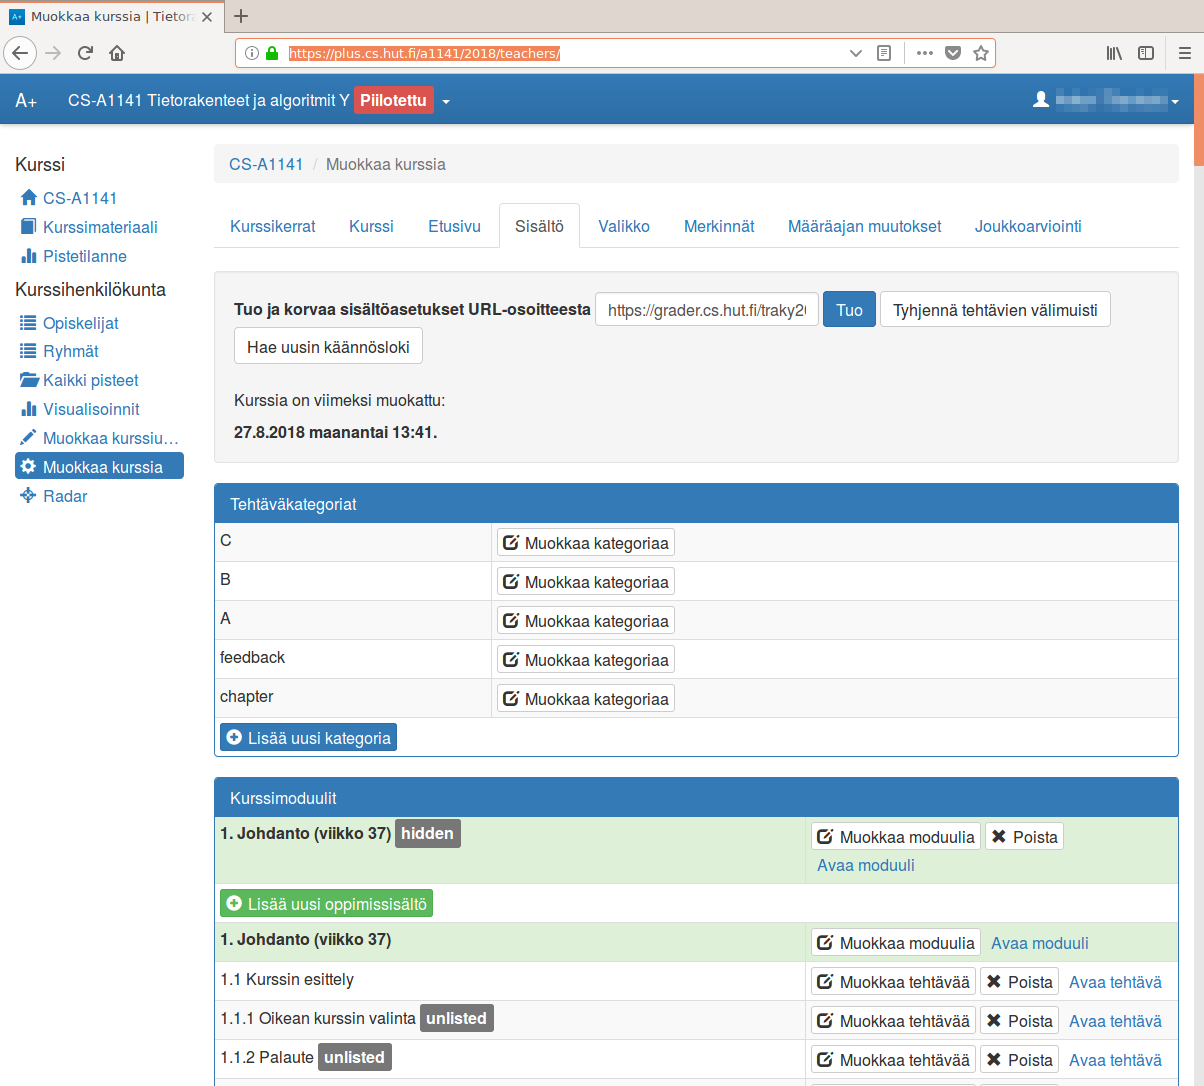 Muokkaa kurssia | Tietora
https://plus.cs.hut.fi/a1141/2018/teachers/
A+ CS-A1141 Tietorakenteet ja algoritmit Y Piilotettu
Kurssi
CS-A1141
Kurssimateriaali
Pistetilanne
Kurssihenkilökunta
Opiskelijat
Ryhmät
Kaikki pisteet
Visualisoinnit
Muokkaa kurssiu…
Muokkaa kurssia
Radar
CS-A1141 / Muokkaa kurssia
Kurssikerrat Kurssi Etusivu Sisältö Valikko Merkinnät Määräajan muutokset Joukkoarviointi
Tuo ja korvaa sisältöasetukset URL-osoitteesta https://grader.cs.hut.fi/traky20 Tuo Tyhjennä tehtävien välimuisti
Hae uusin käännösloki
Kurssia on viimeksi muokattu:
27.8.2018 maanantai 13:41.
Tehtäväkategoriat
C Muokkaa kategoriaa
B Muokkaa kategoriaa
A Muokkaa kategoriaa
feedback Muokkaa kategoriaa
chapter Muokkaa kategoriaa
Lisää uusi kategoria
Kurssimoduulit
1. Johdanto (viikko 37) hidden Muokkaa moduulia Poista
Avaa moduuli
Lisää uusi oppimissisältö
1. Johdanto (viikko 37) Muokkaa moduulia Avaa moduuli
1.1 Kurssin esittely Muokkaa tehtävää Poista Avaa tehtävä
1.1.1 Oikean kurssin valinta unlisted Muokkaa tehtävää Poista Avaa tehtävä
1.1.2 Palaute unlisted Muokkaa tehtävää Poista Avaa tehtävä